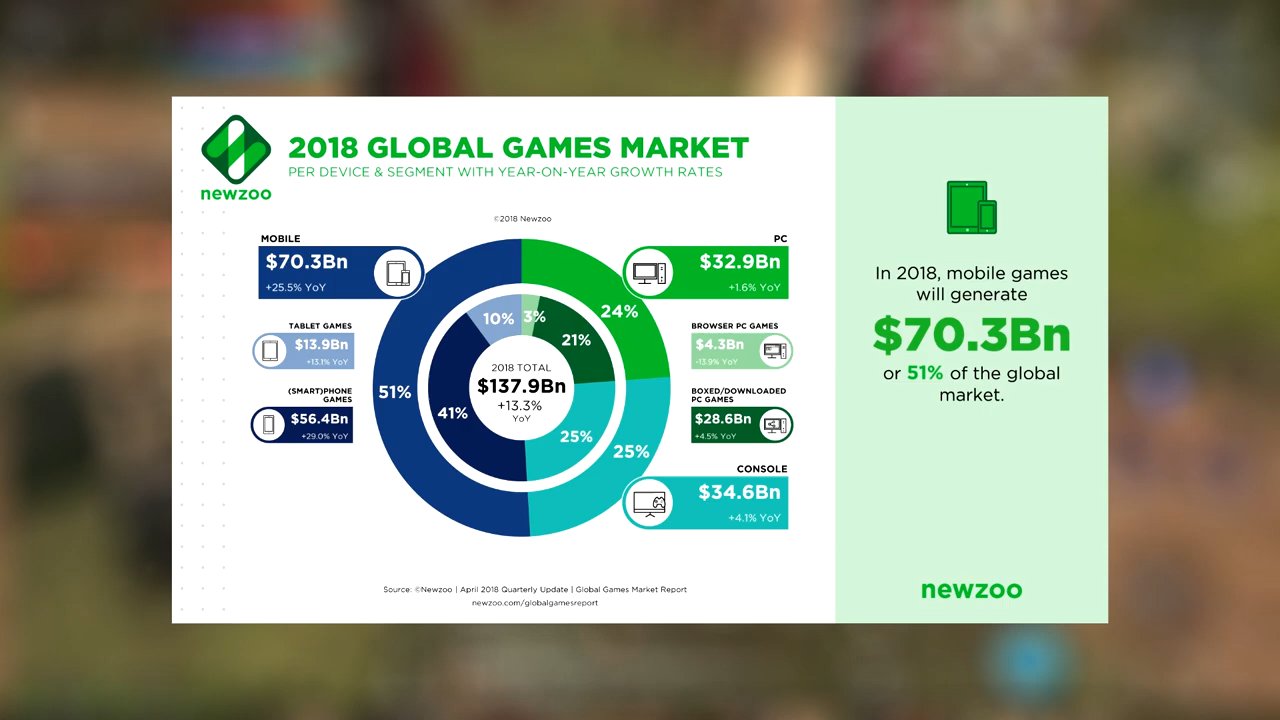 newzoo
2018 GLOBAL GAMES MARKET
PER DEVICE & SEGMENT WITH YEAR-ON-YEAR GROWTH RATES
©2018 Newzoo
MOBILE
$70.3Bn
+25.5% YoY
TABLET GAMES
$13.9Bn
+13.1% YoY
(SMART)PHONE
GAMES
$56.4Bn
+29.0% YoY
51%
10%
3%
24%
21%
41%
25%
25%
2018 TOTAL
$137.9Bn
+13.3%
YoY
PC
$32.9Bn
+1.6% YoY
BROWSER PC GAMES
$4.3Bn
-13.9% YoY
BOXED/DOWNLOADED
PC GAMES
$28.6Bn
+4.5% YoY
CONSOLE
$34.6Bn
+4.1% YoY
Source: ©Newzoo | April 2018 Quarterly Update | Global Games Market Report
newzoo.com/globalgamesreport
In 2018, mobile games
will generate
$70.3Bn
or 51% of the global
market.
newzoo